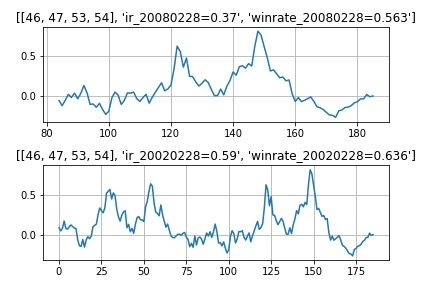 [[46, 47, 53, 54], 'ir_20080228=0.37', 'winrate_20080228=0.563']
0.5
0.0
80 100 120 140 160 180
[[46, 47, 53, 54], 'ir_20020228=0.59', 'winrate_20020228=0.636']
0.5
0.0
0 25 50 75 100 125 150 175